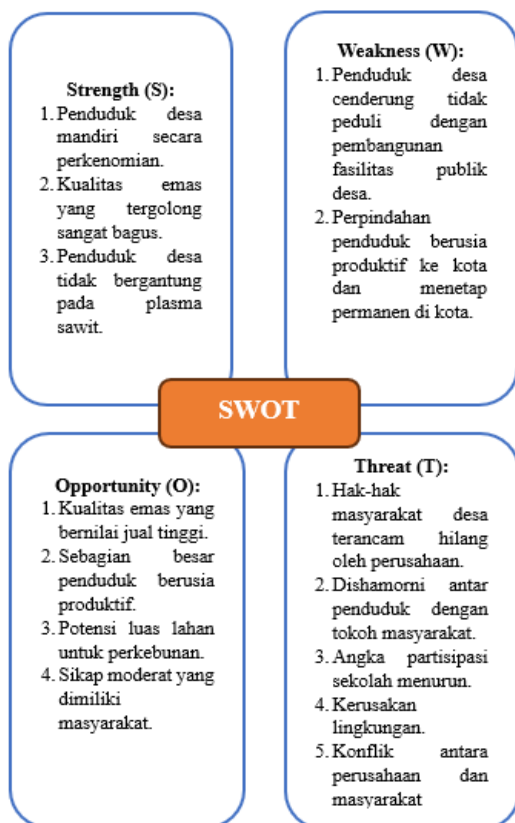 Strength (S):
1. Penduduk desa
mandiri secara
perkenomian.
2. Kualitas emas
yang tergolong
sangat bagus.
3. Penduduk desa
tidak bergantung
pada plasma
sawit.
Weakness (W):
1. Penduduk desa
cenderung tidak
peduli dengan
pembangunan
fasilitas publik
desa.
2. Perpindahan
penduduk berusia
produktif ke kota
dan menetap
permanen di kota.
SWOT
Opportunity (O):
1. Kualitas emas yang
bernilai jual tinggi.
2. Sebagian besar
penduduk berusia
produktif.
3. Potensi luas lahan
untuk perkebunan.
4. Sikap moderat yang
dimiliki
masyarakat.
Threat (T):
1. Hak-hak
masyarakat desa
terancam hilang
oleh perusahaan.
2. Dishamorni antar
penduduk dengan
tokoh masyarakat.
3. Angka partisipasi
sekolah menurun.
4. Kerusakan
lingkungan.
5. Konflik antara
perusahaan dan
masyarakat